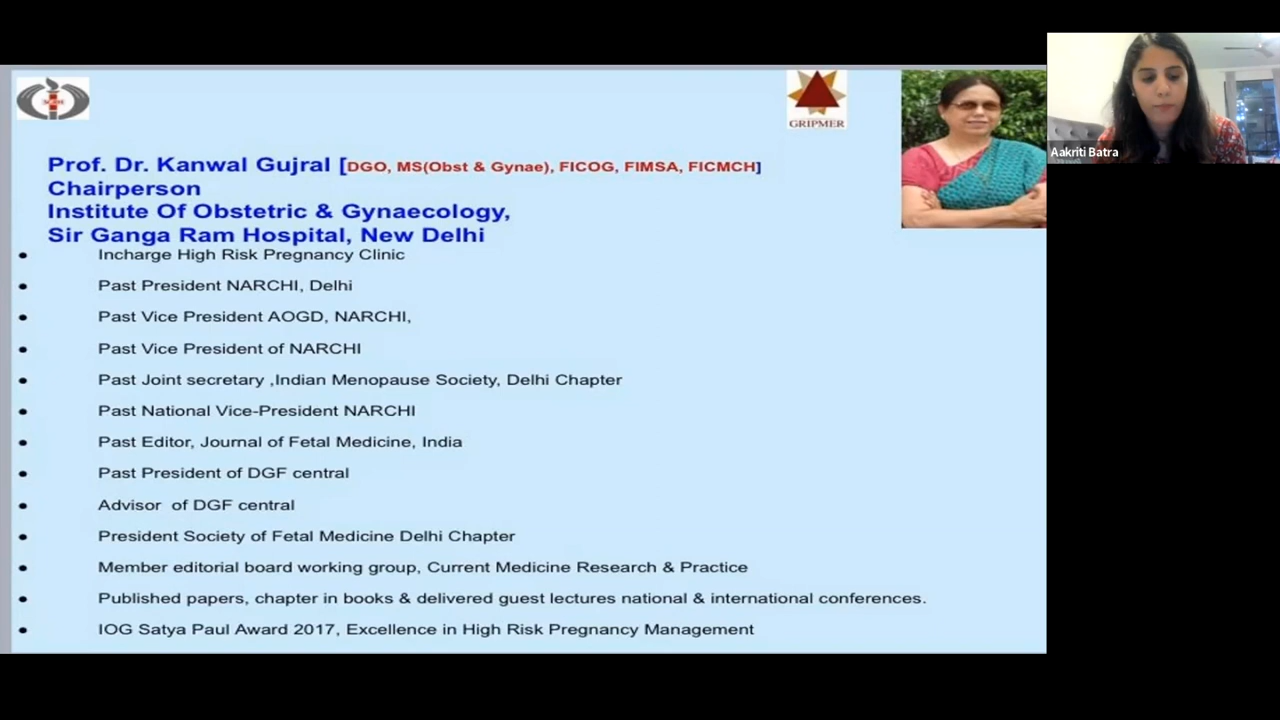 GRIPMER
Prof. Dr. Kanwal Gujral [DGO, MS(Obst & Gynae), FICOG, FIMSA, FICMCH]
Chairperson
Institute Of Obstetric & Gynaecology,
Sir Ganga Ram Hospital, New Delhi
• Incharge High Risk Pregnancy Clinic
• Past President NARCHI, Delhi
• Past Vice President AOGD, NARCHI,
• Past Vice President of NARCHI
• Past Joint secretary ,Indian Menopause Society, Delhi Chapter
• Past National Vice-President NARCHI
• Past Editor, Journal of Fetal Medicine, India
• Past President of DGF central
• Advisor of DGF central
• President Society of Fetal Medicine Delhi Chapter
• Member editorial board working group, Current Medicine Research & Practice
• Published papers, chapter in books & delivered guest lectures national & international conferences.
• IOG Satya Paul Award 2017, Excellence in High Risk Pregnancy Management
Aakriti Batra